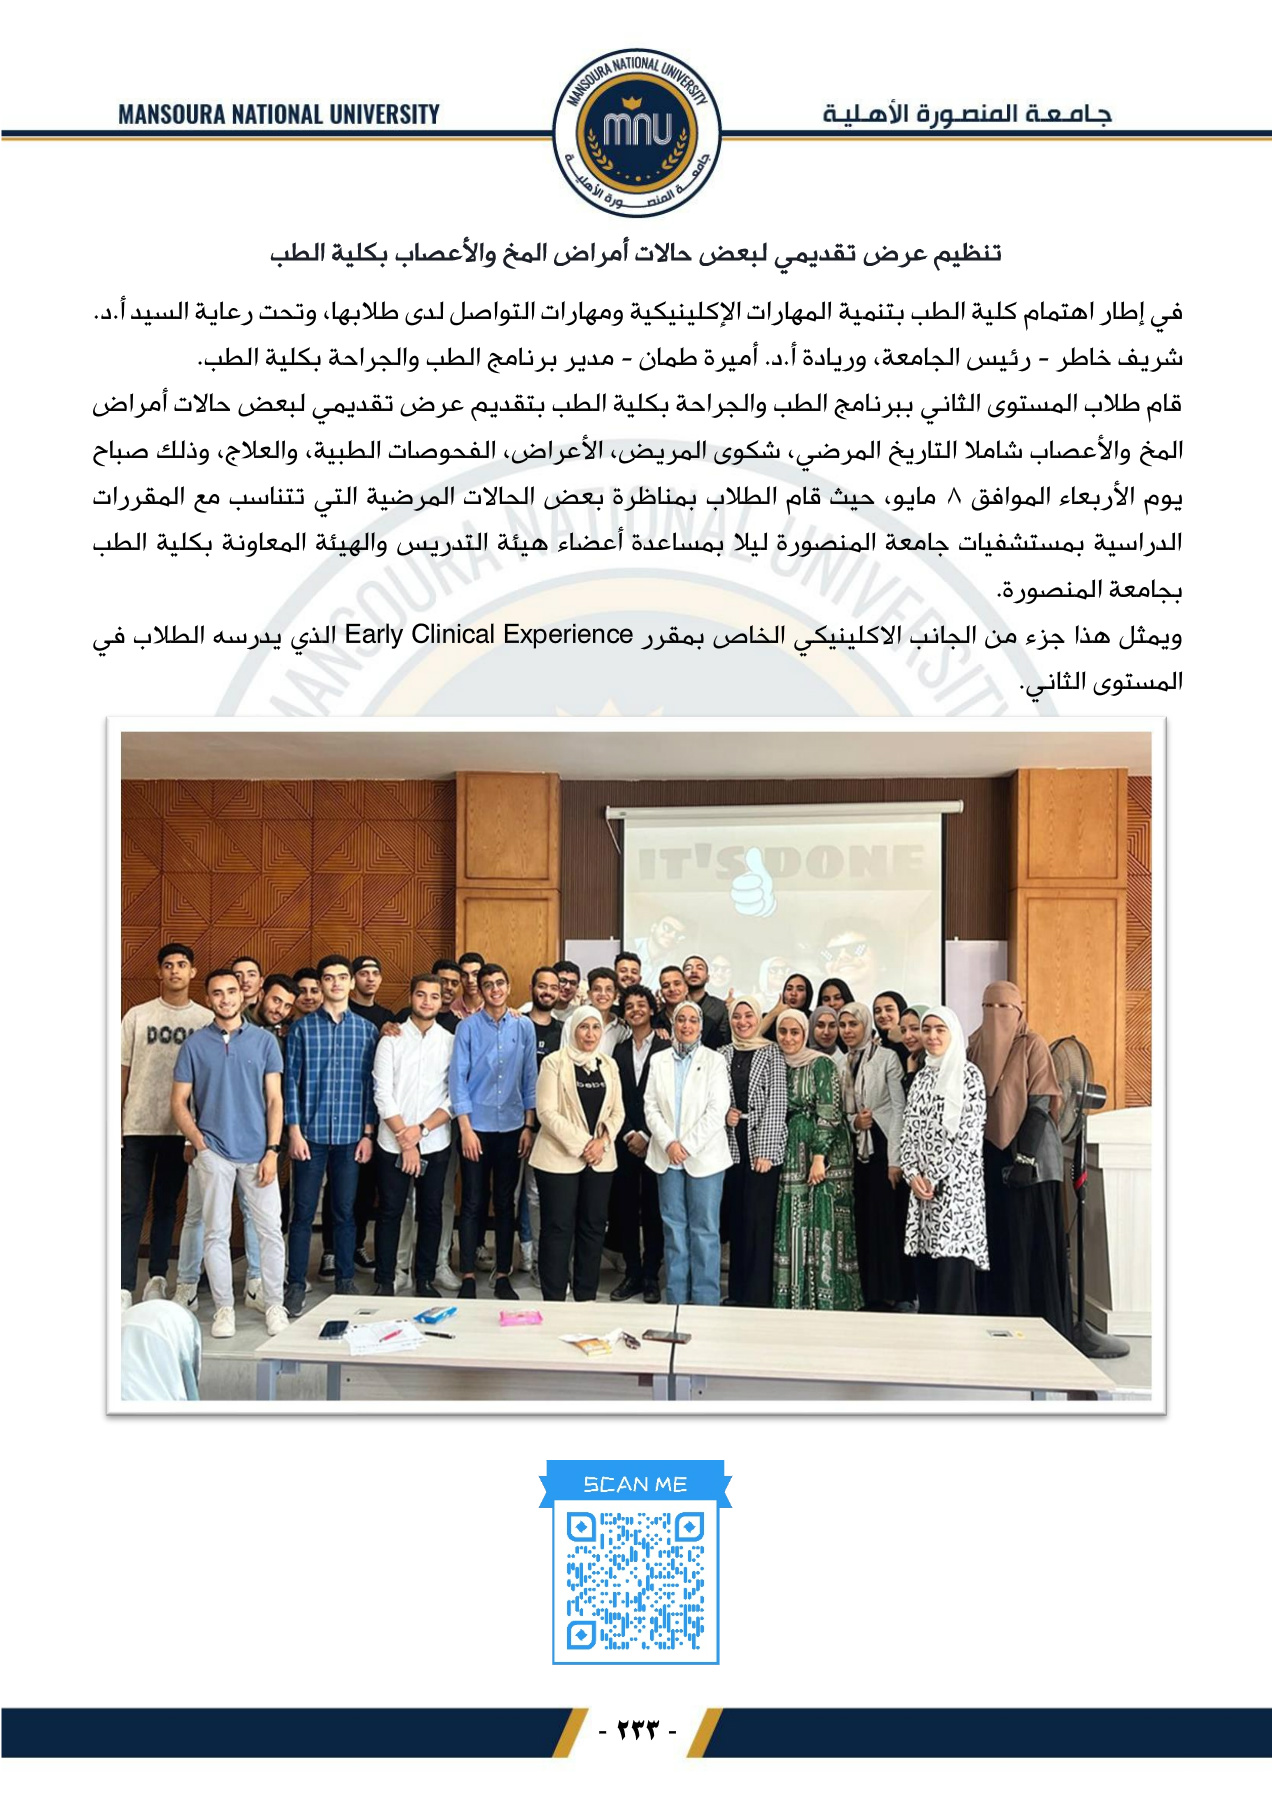 MANSOURA NATIONAL UNIVERSITY
MANSOURA NATIONAL UNIVERSITY
mnu
جامعة المنصورة الأهلية
جامعة المنصورة الأهلية
تنظيم عرض تقديمي لبعض حالات أمراض المخ والأعصاب بكلية الطب
في إطار اهتمام كلية الطب بتنمية المهارات الإكلينيكية ومهارات التواصل لدى طلابها، وتحت رعاية السيد أ.د.
شريف خاطر - رئيس الجامعة، وريادة أ.د. أميرة طمان - مدير برنامج الطب والجراحة بكلية الطب.
قام طلاب المستوى الثاني ببرنامج الطب والجراحة بكلية الطب بتقديم عرض تقديمي لبعض حالات أمراض
المخ والأعصاب شاملا التاريخ المرضي، شكوى المريض، الأعراض، الفحوصات الطبية، والعلاج، وذلك صباح
يوم الأربعاء الموافق ٨ مايو، حيث قام الطلاب بمناظرة بعض الحالات المرضية التي تتناسب مع المقررات
الدراسية بمستشفيات جامعة المنصورة ليلا بمساعدة أعضاء هيئة التدريس والهيئة المعاونة بكلية الطب
بجامعة المنصورة.
ويمثل هذا جزء من الجانب الاكلينيكي الخاص بمقرر Early Clinical Experience الذي يدرسه الطلاب في
المستوى الثاني.
MANSOURA NATIONAL UNIVERSITY
IT'S DONE
SCAN ME
- ٢٣٣ -